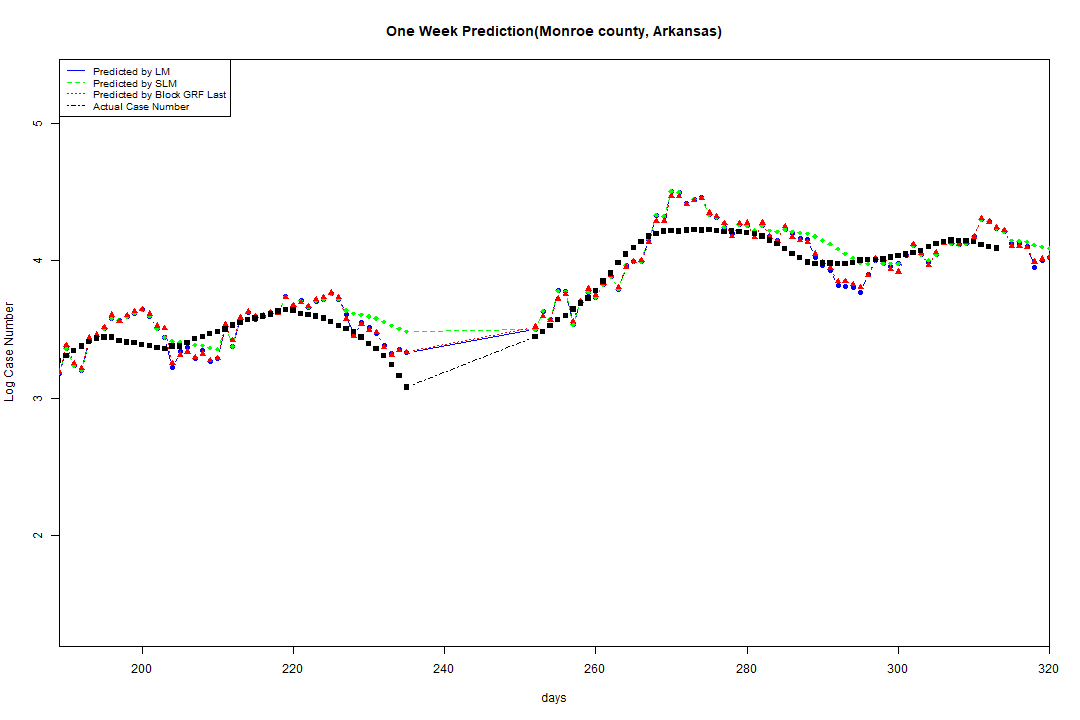 One Week Prediction(Monroe county, Arkansas)
Predicted by LM
Predicted by SLM
Predicted by Block GRF Last
Actual Case Number
5
4
3
2
Log Case Number
200 220 240 260 280 300 320
days